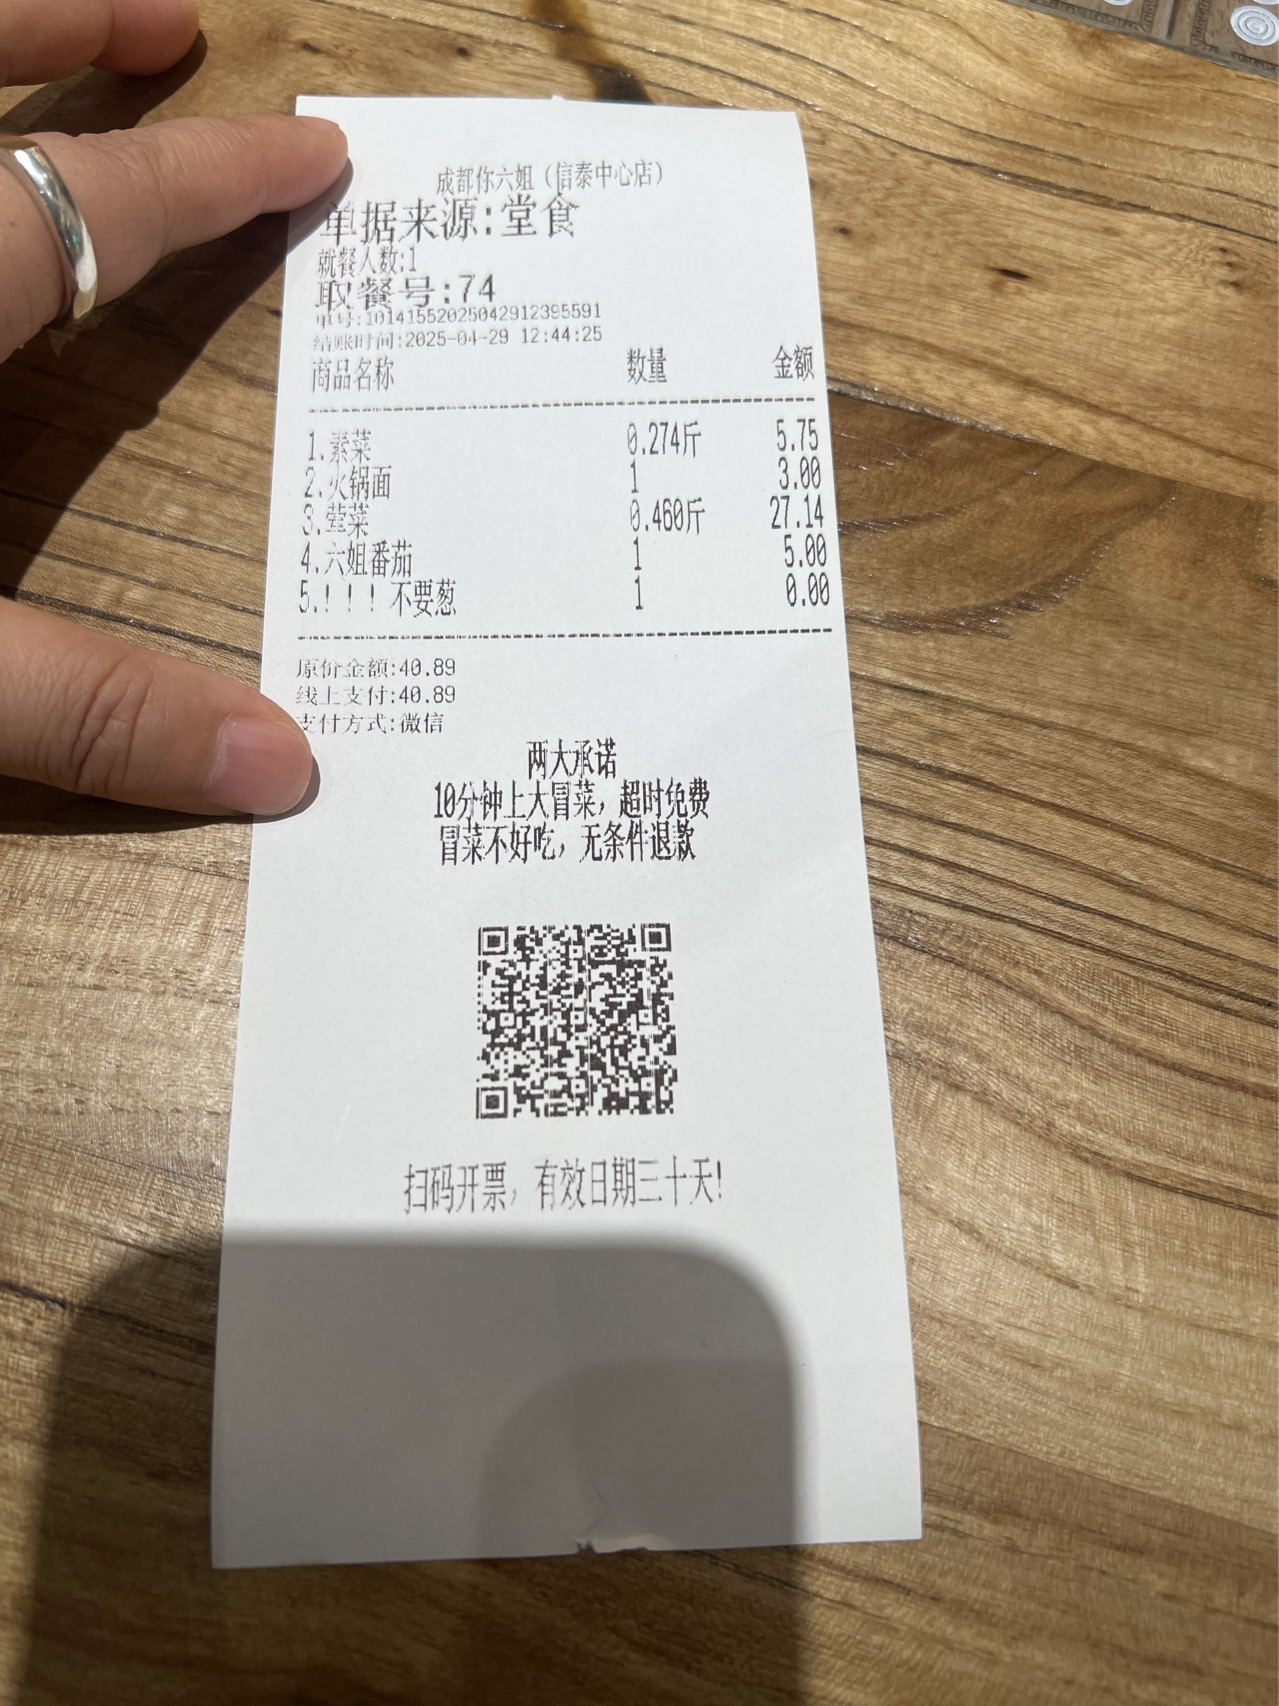 成都你六姐（信泰中心店）
单据来源:堂食
就餐人数:1
取餐号:74
单号:10141552025042912395591
结账时间:2025-04-29 12:44:25
商品名称 数量 金额
1.素菜 0.274斤 5.75
2.火锅面 1 3.00
3.荤菜 0.460斤 27.14
4.六姐番茄 1 5.00
5.！！！不要葱 1 0.00
原价金额:40.89
线上支付:40.89
支付方式:微信
两大承诺
10分钟上大冒菜，超时免费
冒菜不好吃，无条件退款
扫码开票，有效日期三十天!